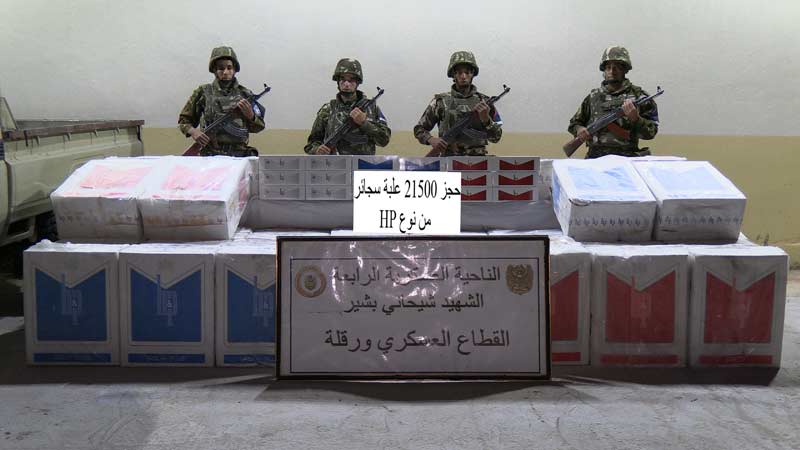 حجز 21500 علبة سجائر
من نوع HP
الناحية العسكرية الرابعة
الشهيد شيحاني بشير
القطاع العسكري ورقلة